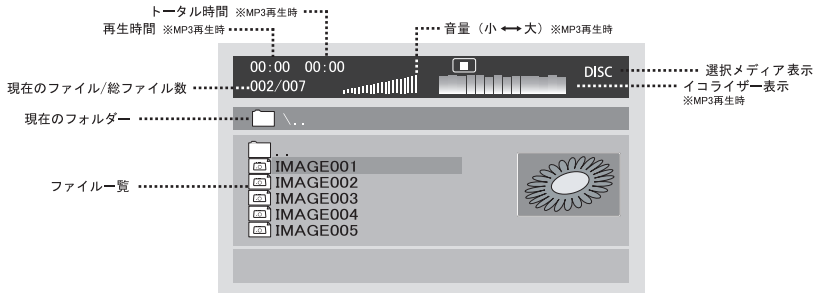 トータル時間 ※MP3再生時
再生時間 ※MP3再生時
音量（小 ⟷ 大）※MP3再生時
00:00 00:00
DISC
選択メディア表示
現在のファイル/総ファイル数
002/007
イコライザー表示
※MP3再生時
現在のフォルダー
\..
..
IMAGE001
ファイル一覧
IMAGE002
IMAGE003
IMAGE004
IMAGE005